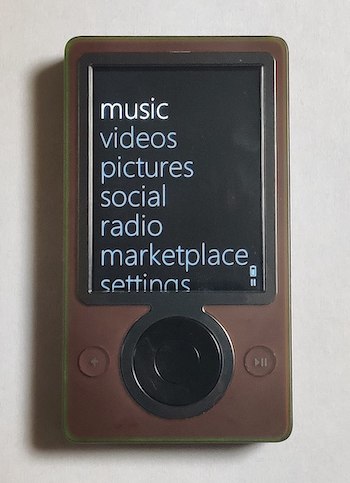 music
videos
pictures
social
radio
marketplace
settings